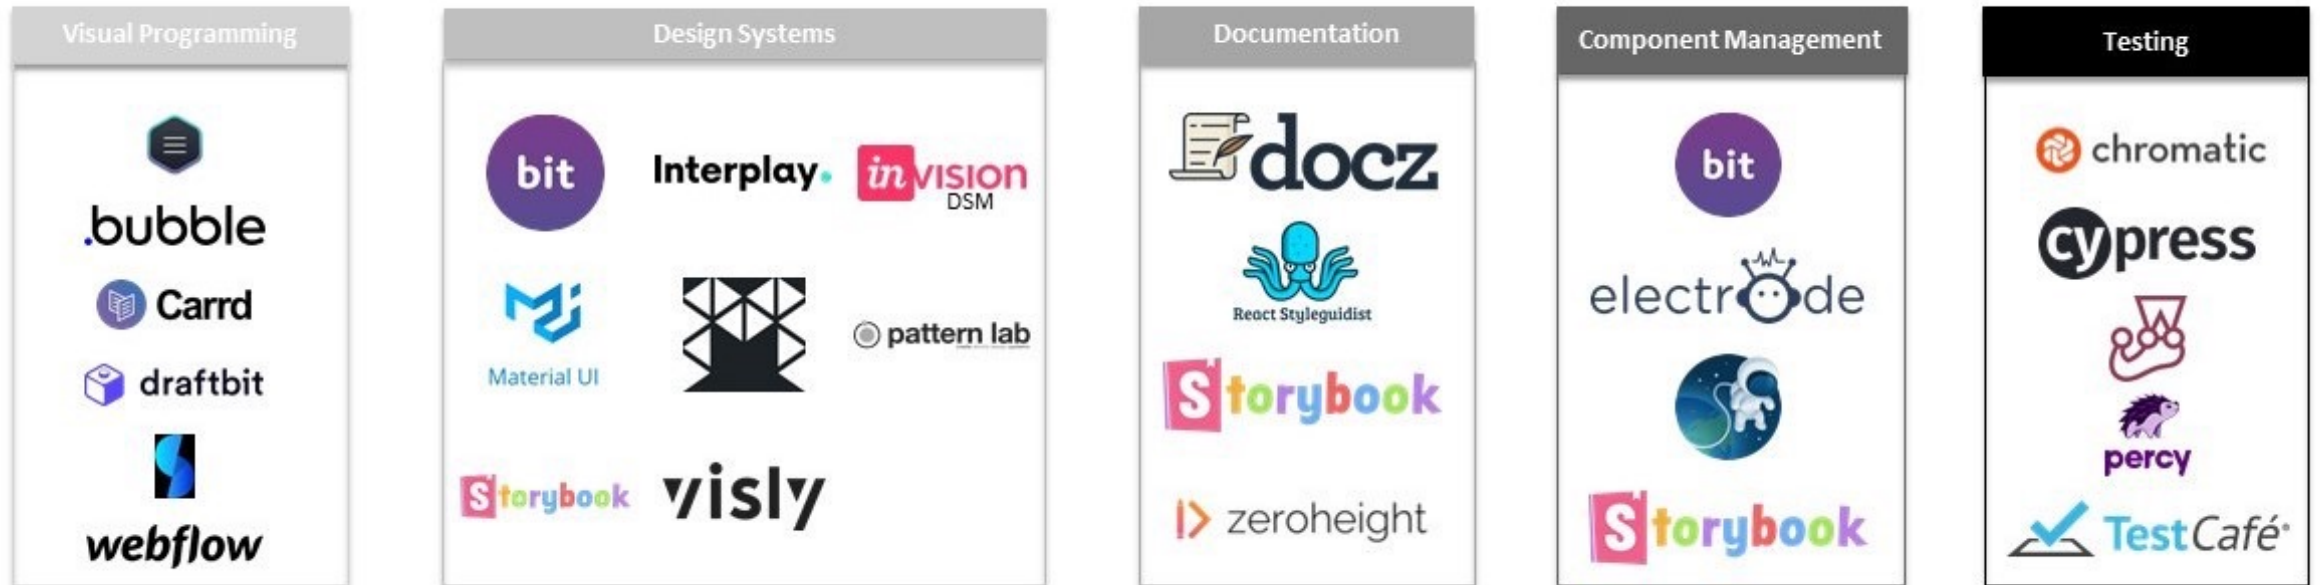 Visual Programming
.bubble
Carrd
draftbit
webflow
Design Systems
bit
Interplay.
inVISION
DSM
Material UI
pattern lab
Storybook
visly
Documentation
docz
React Styleguidist
Storybook
zeroheight
Component Management
bit
electrode
Storybook
Testing
chromatic
cypress
percy
TestCafé